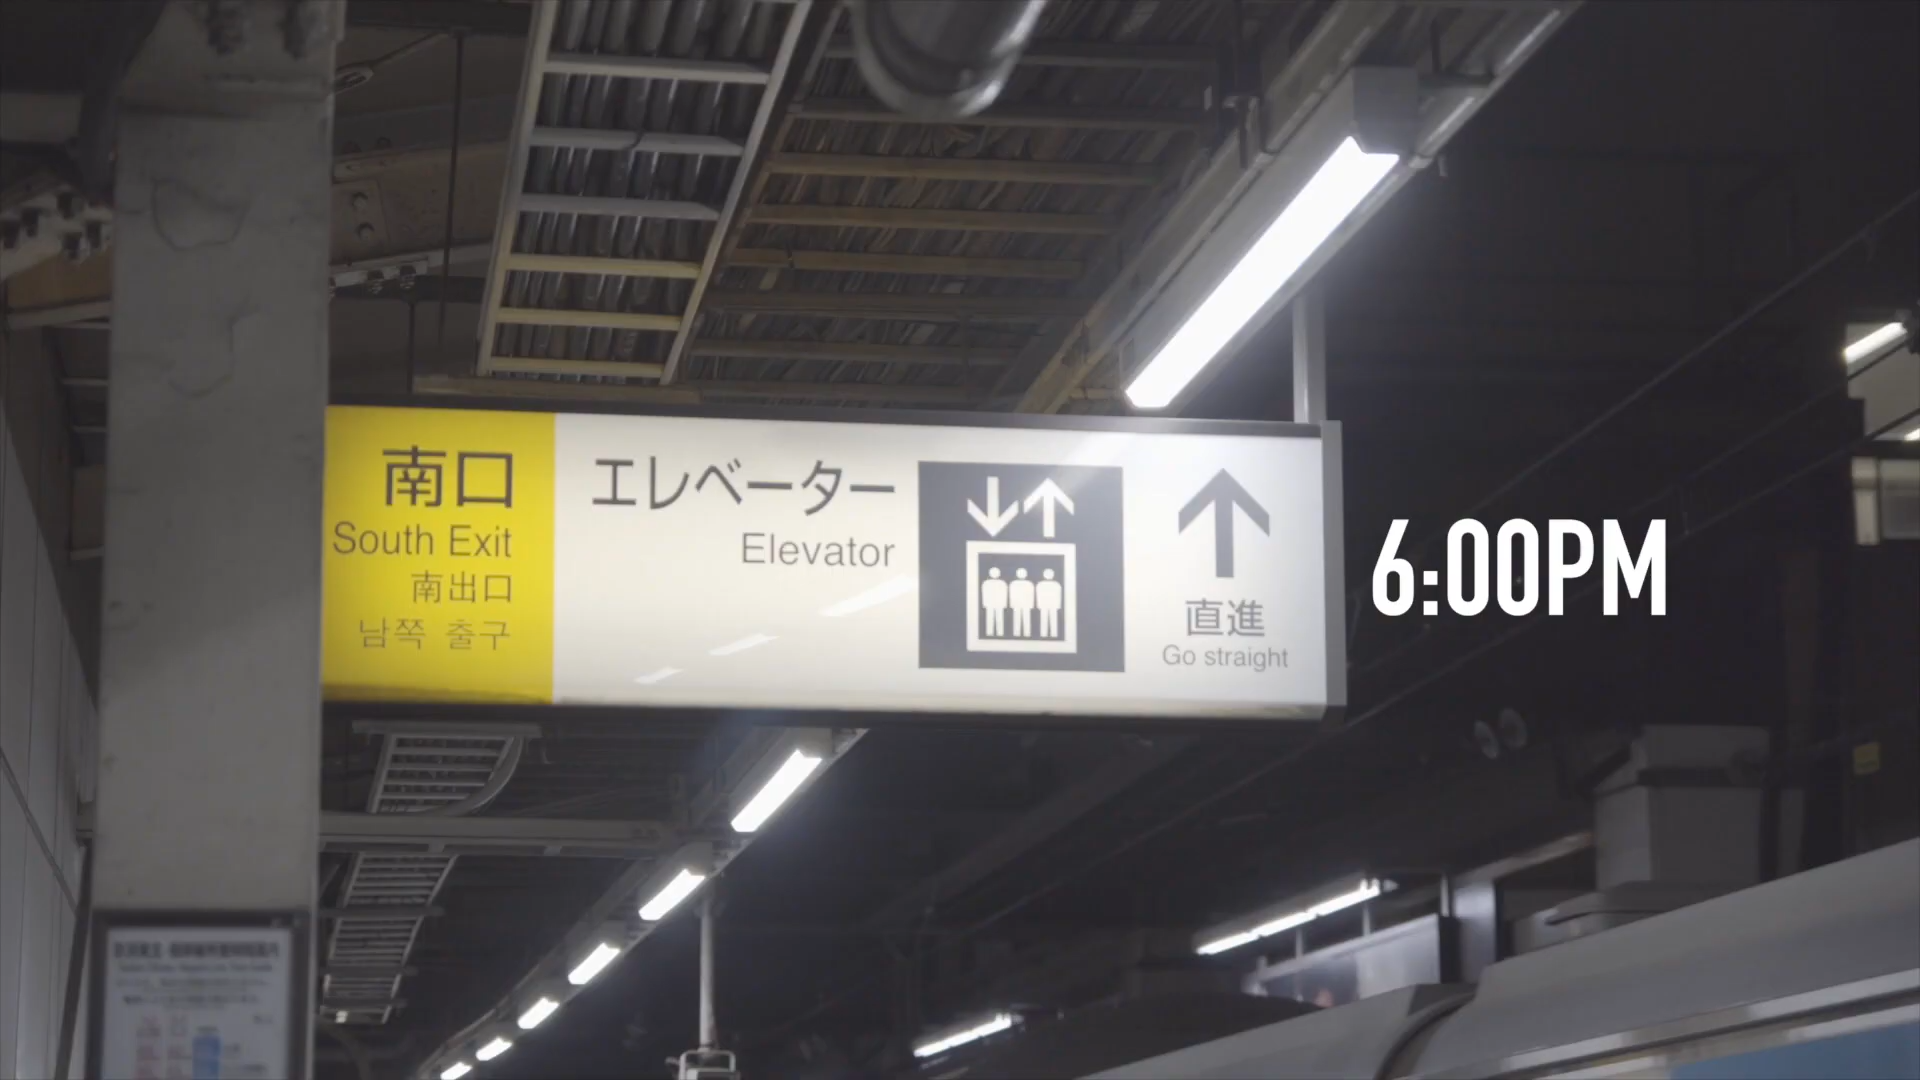 南口
South Exit
南出口
남쪽 출구
エレベーター
Elevator
直進
Go straight
6:00PM